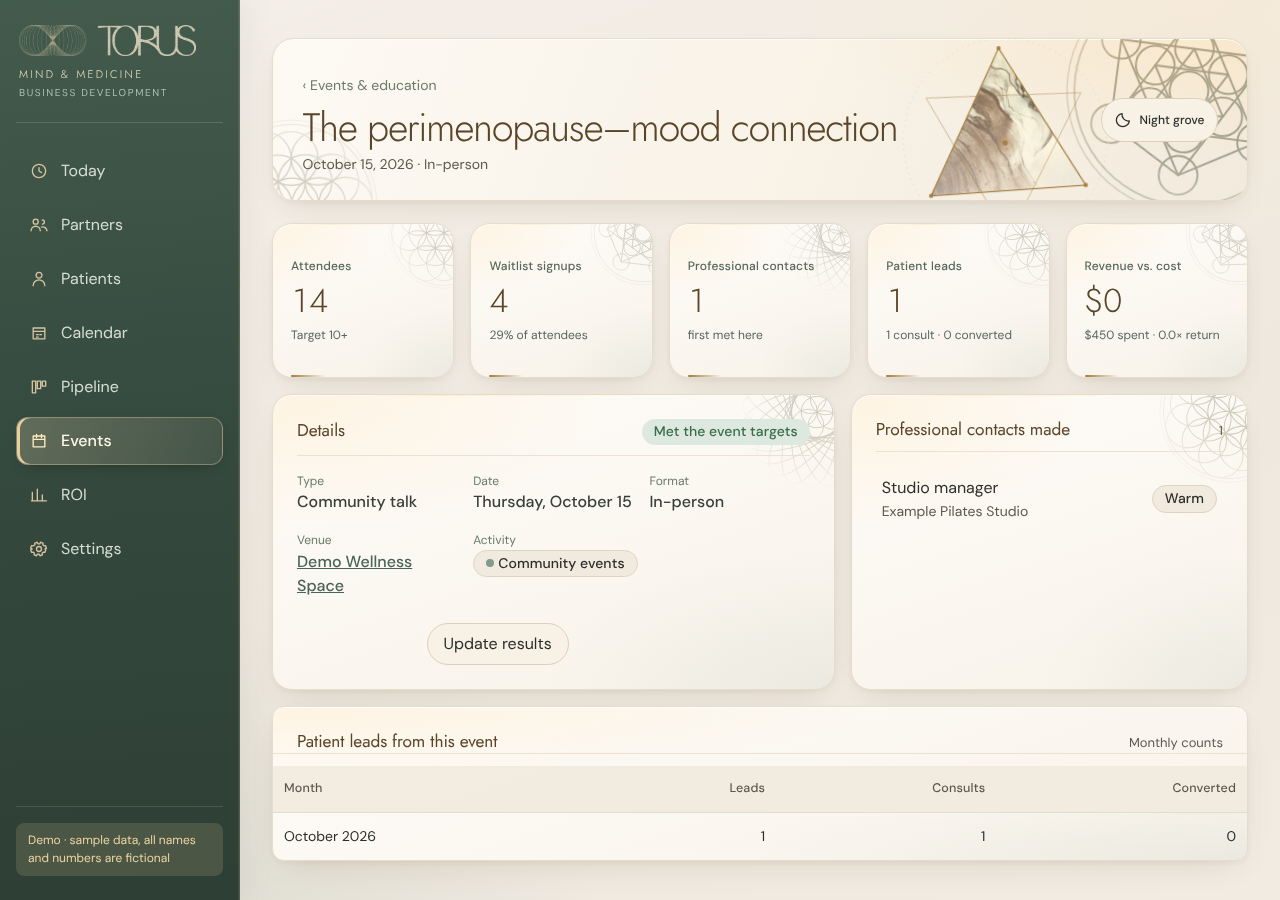 TORUS
MIND & MEDICINE
BUSINESS DEVELOPMENT
Today
Partners
Patients
Calendar
Pipeline
Events
ROI
Settings
Demo · sample data, all names
and numbers are fictional
‹ Events & education
The perimenopause—mood connection
October 15, 2026 · In-person
Night grove
Attendees
14
Target 10+
Waitlist signups
4
29% of attendees
Professional contacts
1
first met here
Patient leads
1
1 consult · 0 converted
Revenue vs. cost
$0
$450 spent · 0.0× return
Details
Met the event targets
Type
Community talk
Date
Thursday, October 15
Format
In-person
Venue
Demo Wellness
Space
Activity
Community events
Update results
Professional contacts made
1
Studio manager
Example Pilates Studio
Warm
Patient leads from this event
Monthly counts
Month Leads Consults Converted
October 2026 1 1 0